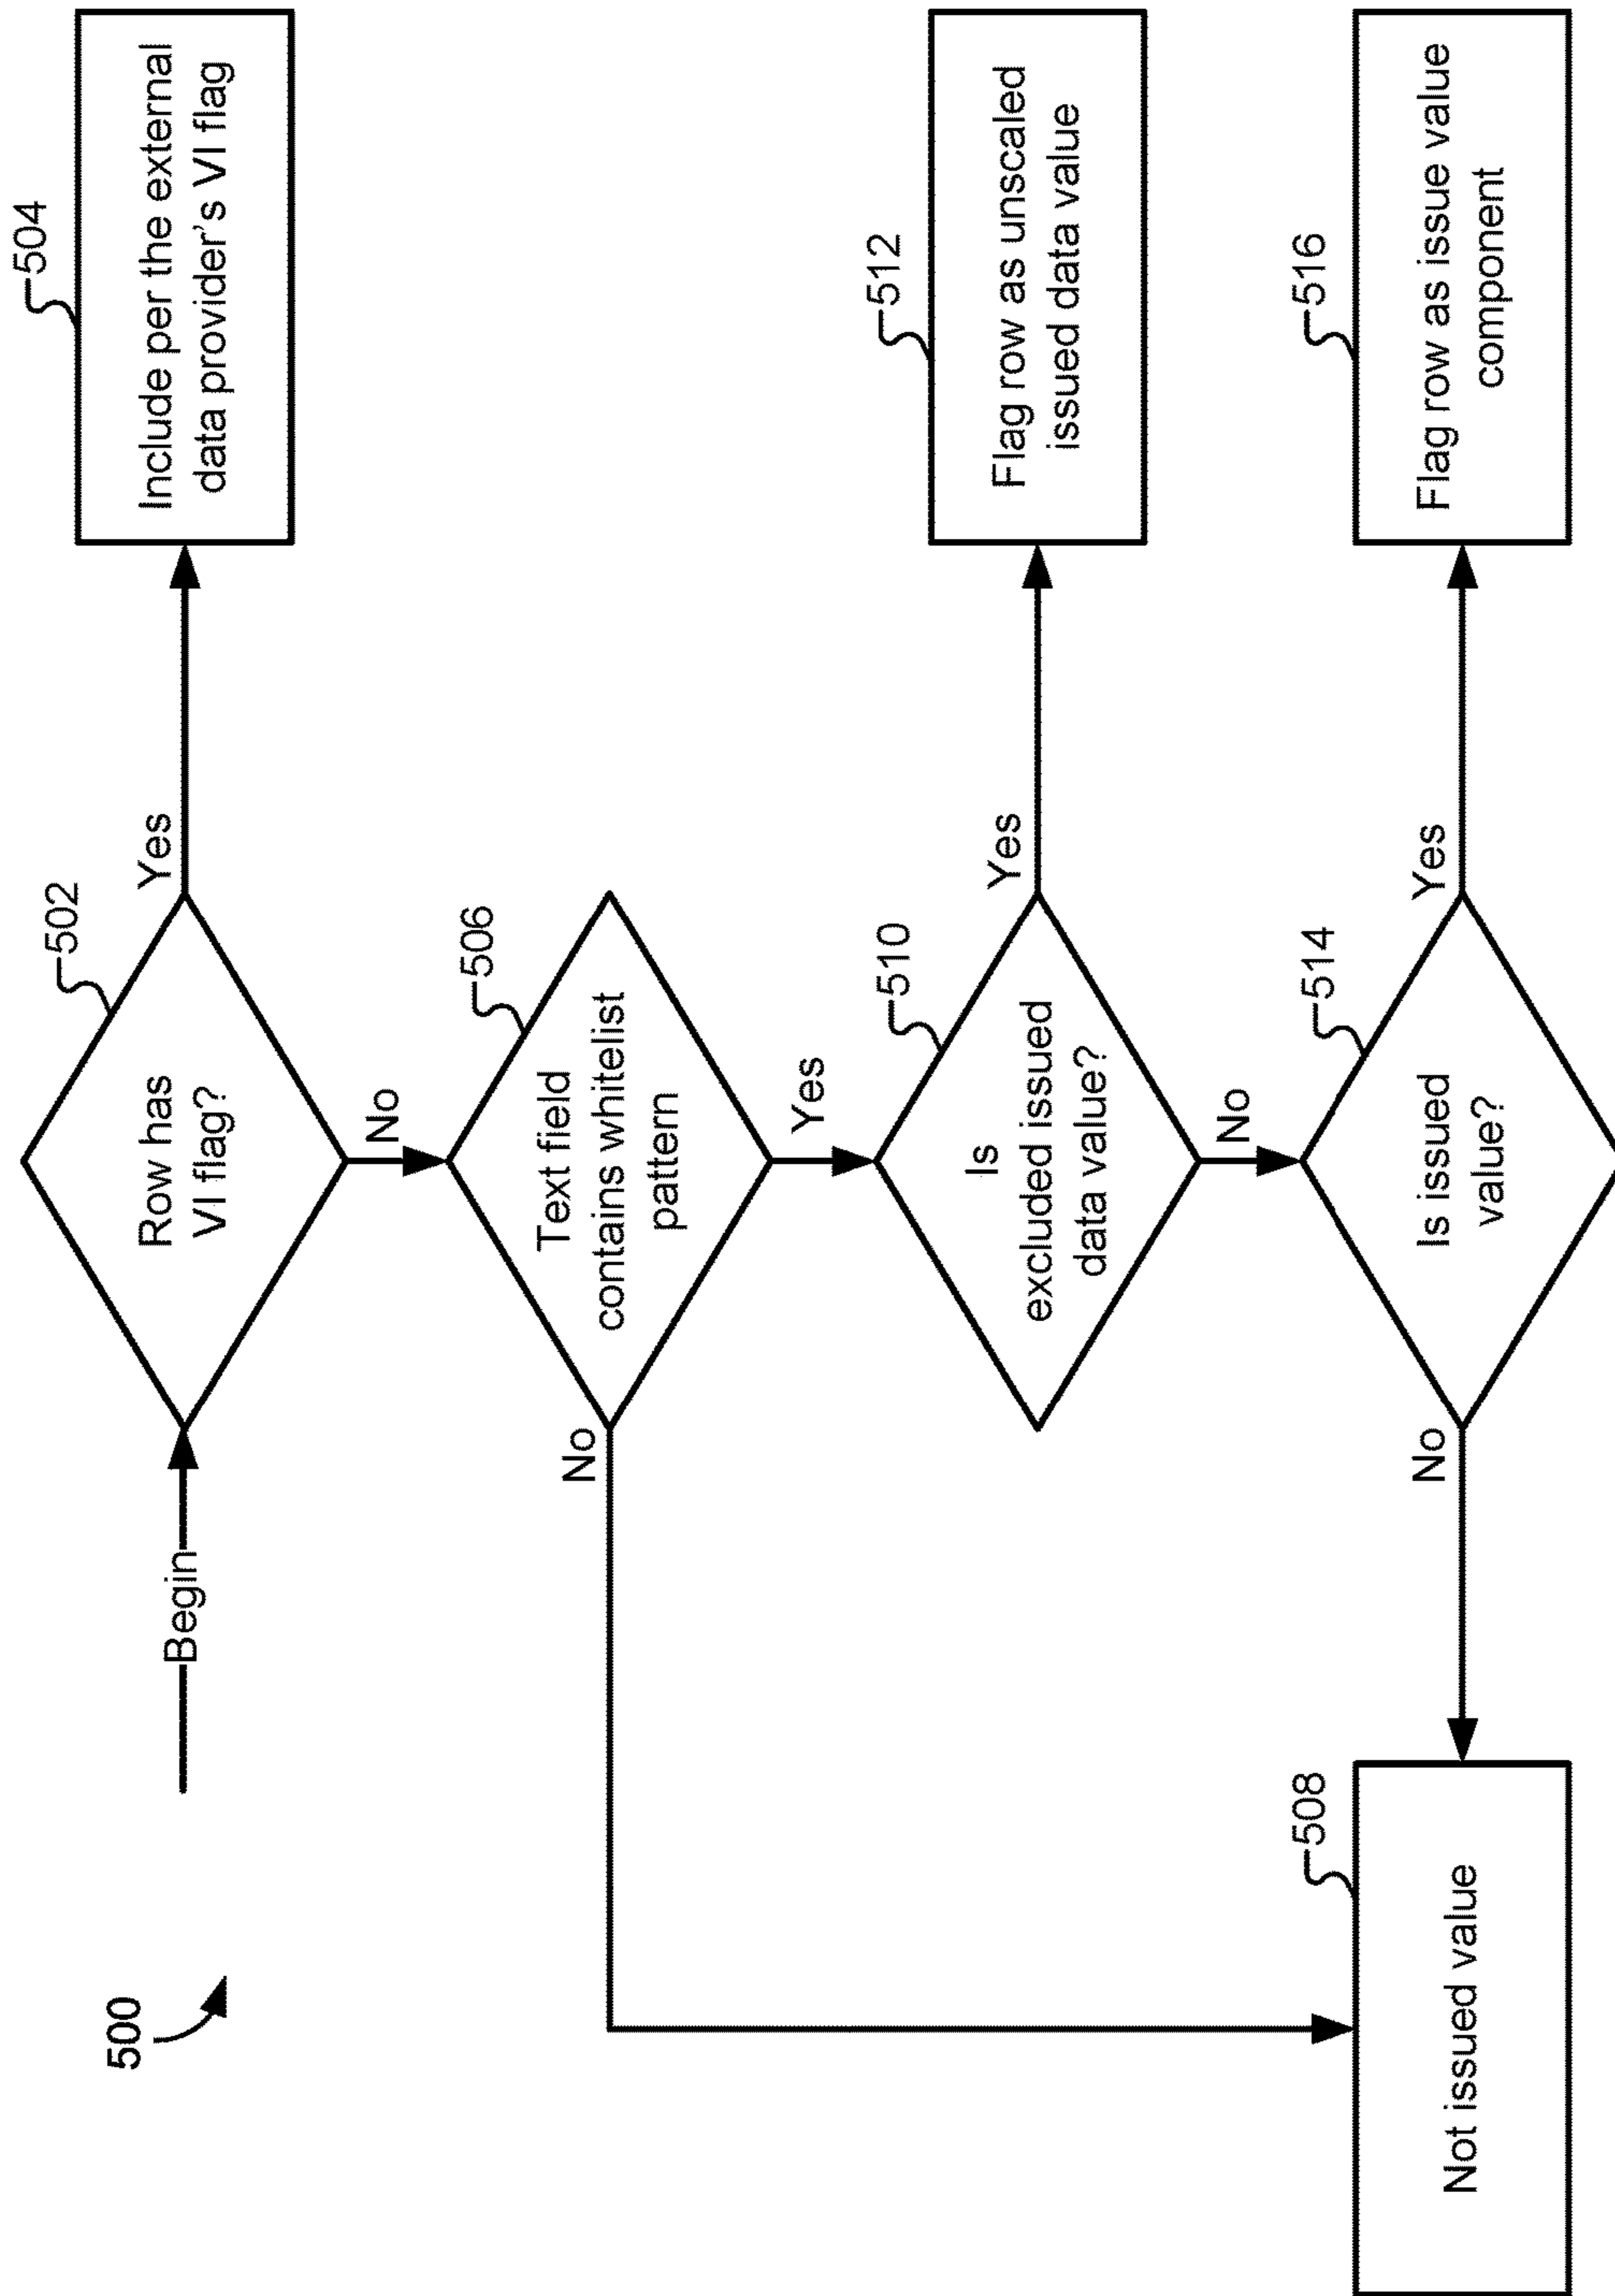 500
Begin
502
Row has
VI flag?
Yes
504
Include per the external
data provider's VI flag
No
506
Text field
contains whitelist
pattern
No
Yes
510
Is
excluded issued
data value?
Yes
512
Flag row as unscaled
issued data value
No
514
Is issued
value?
Yes
516
Flag row as issue value
component
No
508
Not issued value